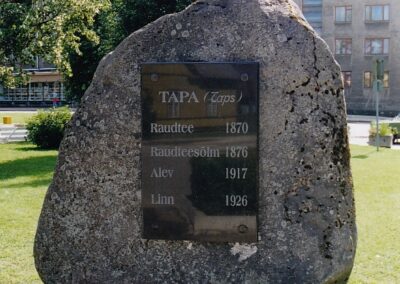 TAPA (Taps)
Raudtee 1870
Raudteesõlm 1876
Alev 1917
Linn 1926